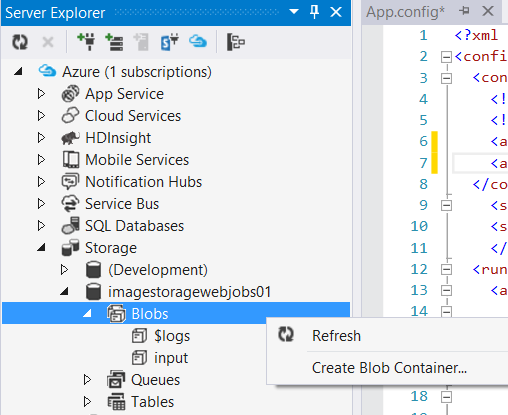 Server Explorer
Azure (1 subscriptions)
App Service
Cloud Services
HDInsight
Mobile Services
Notification Hubs
Service Bus
SQL Databases
Storage
(Development)
imagestoragewebjobs01
Blobs
$logs
input
Queues
Tables
Refresh
Create Blob Container...
App.config*
1 <?xml
2 <confi
3 <con
4 <!
5 <!
6 <a
7 <a
8 </co
9 <s
10 <s
11 </
12 <run
13 <a
18